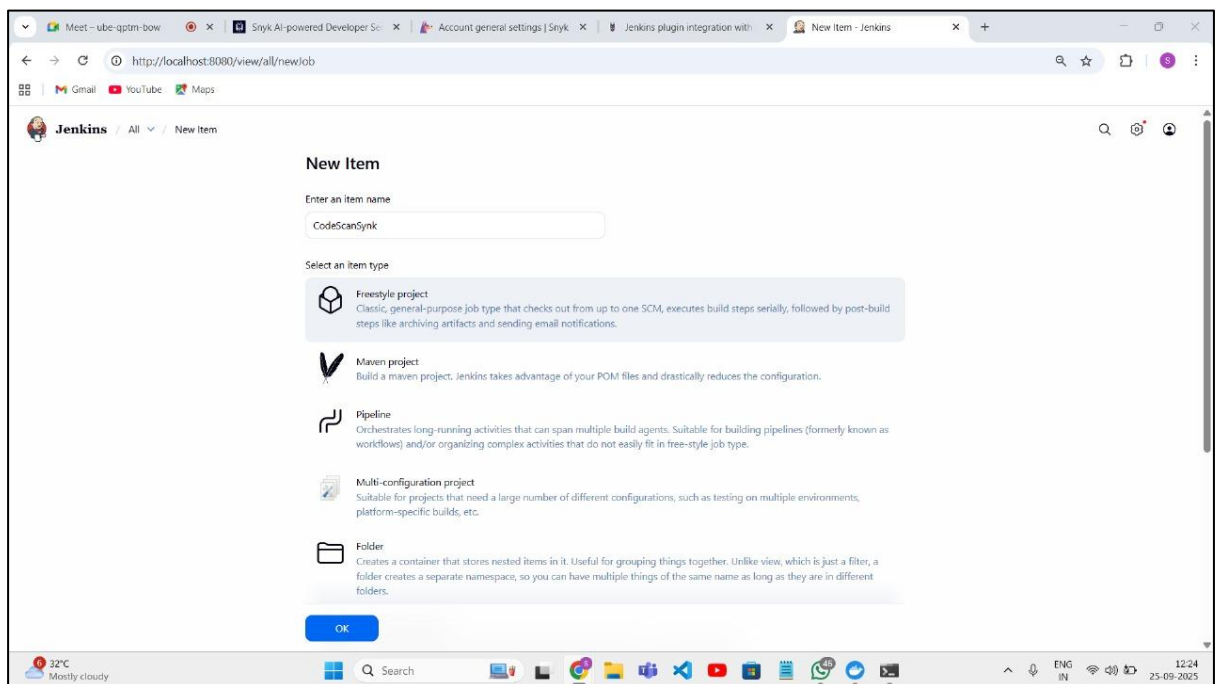 Meet – ube-qptm-bow
Snyk AI-powered Developer Se
Account general settings | Snyk
Jenkins plugin integration with
New Item - Jenkins
http://localhost:8080/view/all/newJob
S
Gmail
YouTube
Maps
Jenkins / All / New Item
New Item
Enter an item name
CodeScanSynk
Select an item type
Freestyle project
Classic, general-purpose job type that checks out from up to one SCM, executes build steps serially, followed by post-build
steps like archiving artifacts and sending email notifications.
Maven project
Build a maven project. Jenkins takes advantage of your POM files and drastically reduces the configuration.
Pipeline
Orchestrates long-running activities that can span multiple build agents. Suitable for building pipelines (formerly known as
workflows) and/or organizing complex activities that do not easily fit in free-style job type.
Multi-configuration project
Suitable for projects that need a large number of different configurations, such as testing on multiple environments,
platform-specific builds, etc.
Folder
Creates a container that stores nested items in it. Useful for grouping things together. Unlike view, which is just a filter, a
folder creates a separate namespace, so you can have multiple things of the same name as long as they are in different
folders.
OK
6
32°C
Mostly cloudy
Search
46
ENG
IN
12:24
25-09-2025